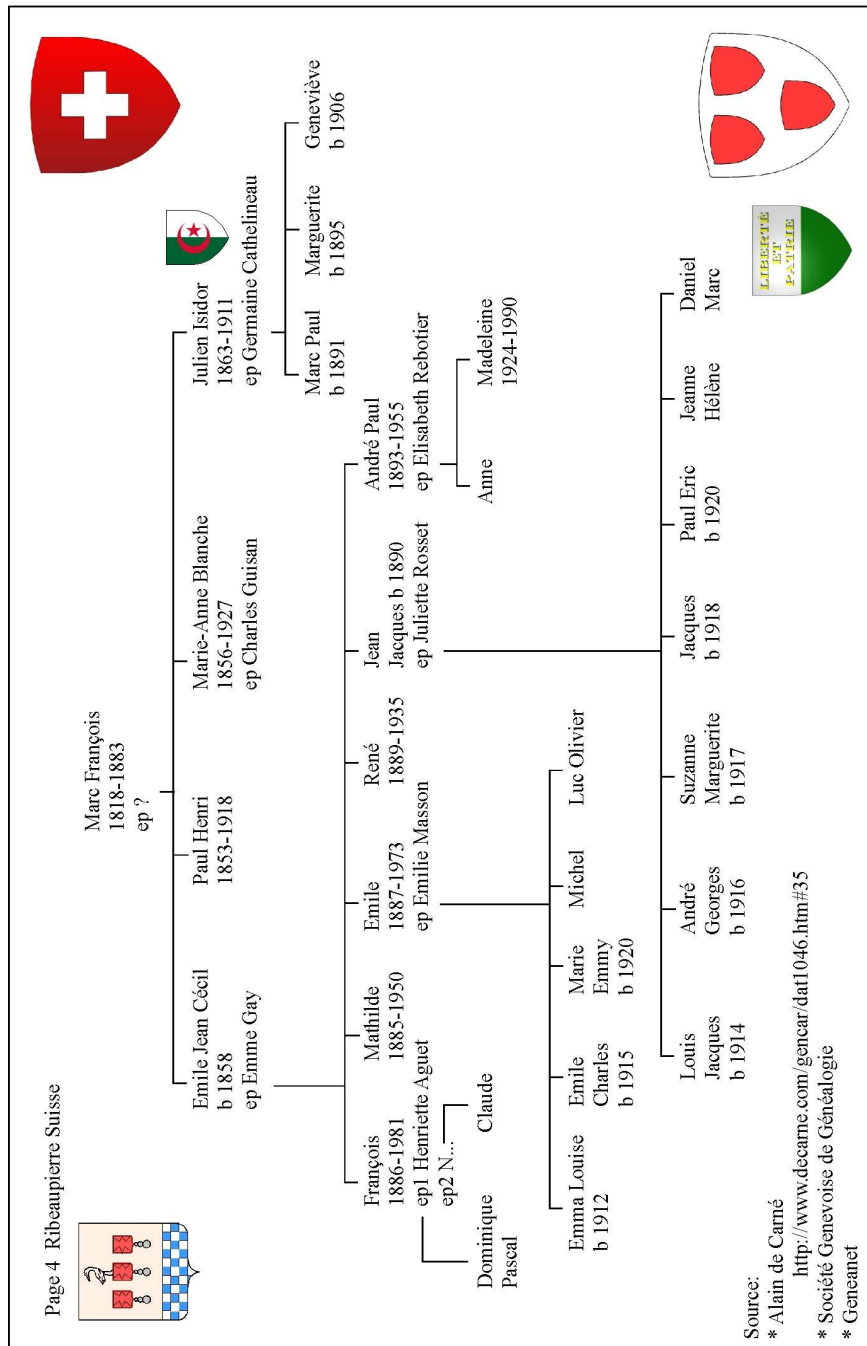 Page 4  Ribeaupierre Suisse
Marc François
1818-1883
ep ?
Emile Jean Cécil
b 1858
ep Emme Gay
Paul Henri
1853-1918
Marie-Anne Blanche
1856-1927
ep Charles Guisan
Julien Isidor
1863-1911
ep Germaine Cathelineau
Marc Paul
b 1891
Marguerite
b 1895
Geneviève
b 1906
François
1886-1981
ep1 Henriette Aguet
ep2 N...
Mathilde
1885-1950
Emile
1887-1973
ep Emilie Masson
René
1889-1935
Jean
Jacques b 1890
ep Juliette Rosset
André Paul
1893-1955
ep Elisabeth Rebotier
Dominique
Pascal
Claude
Anne
Madeleine
1924-1990
Emma Louise
b 1912
Emile
Charles
b 1915
Marie
Emmy
b 1920
Michel
Luc Olivier
Louis
Jacques
b 1914
André
Georges
b 1916
Suzanne
Marguerite
b 1917
Jacques
b 1918
Paul Eric
b 1920
Jeanne
Hélène
Daniel
Marc
LIBERTÉ
ET
PATRIE
Source:
* Alain de Carné
http://www.decarne.com/gencar/dat1046.htm#35
* Société Genevoise de Généalogie
* Geneanet